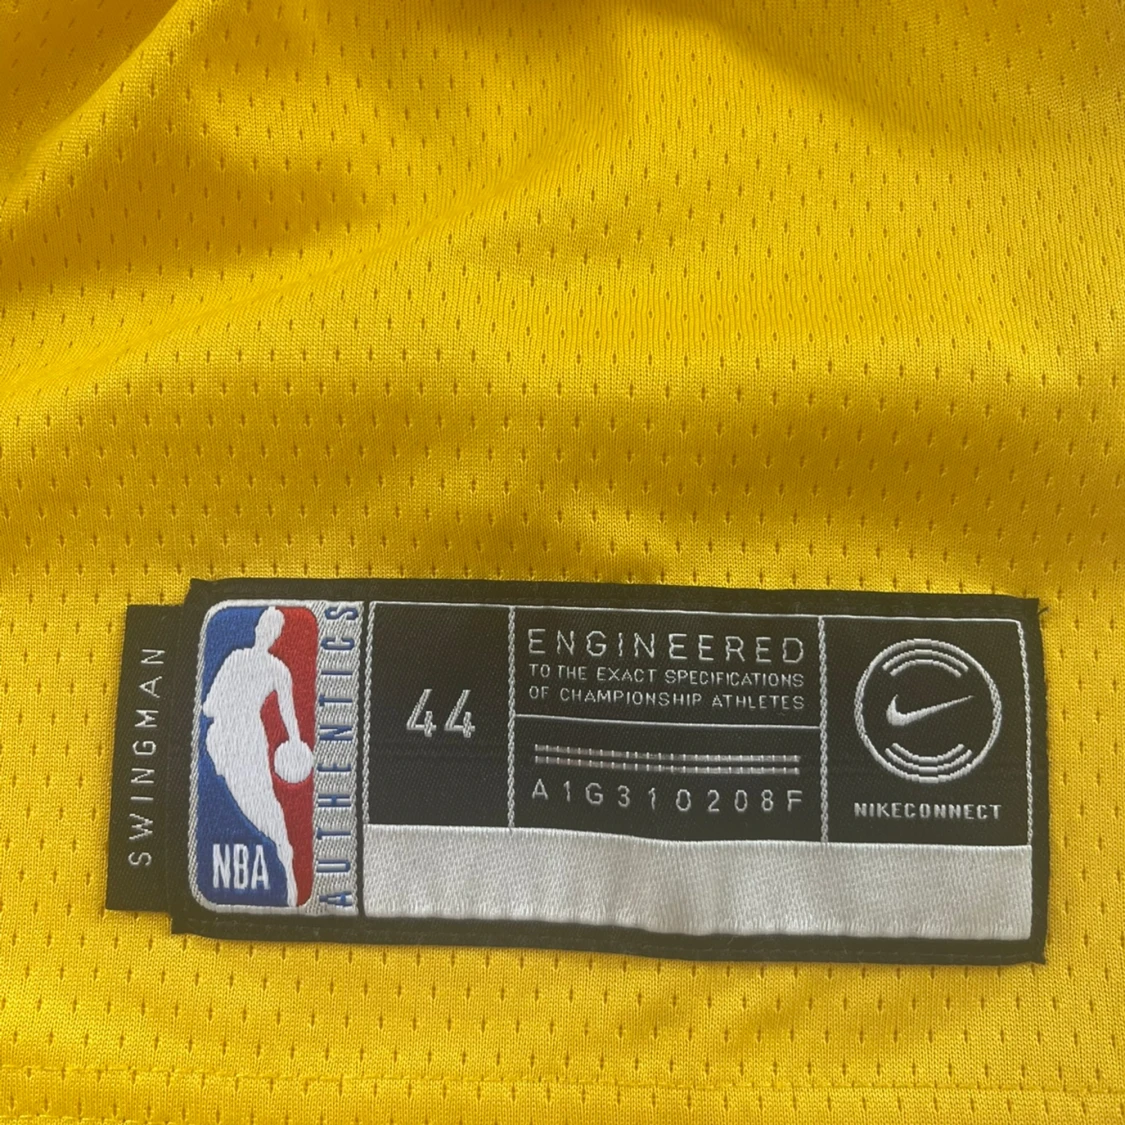 SWINGMAN
NBA
AUTHENTICS
44
ENGINEERED
TO THE EXACT SPECIFICATIONS
OF CHAMPIONSHIP ATHLETES
A1G310208F
NIKECONNECT